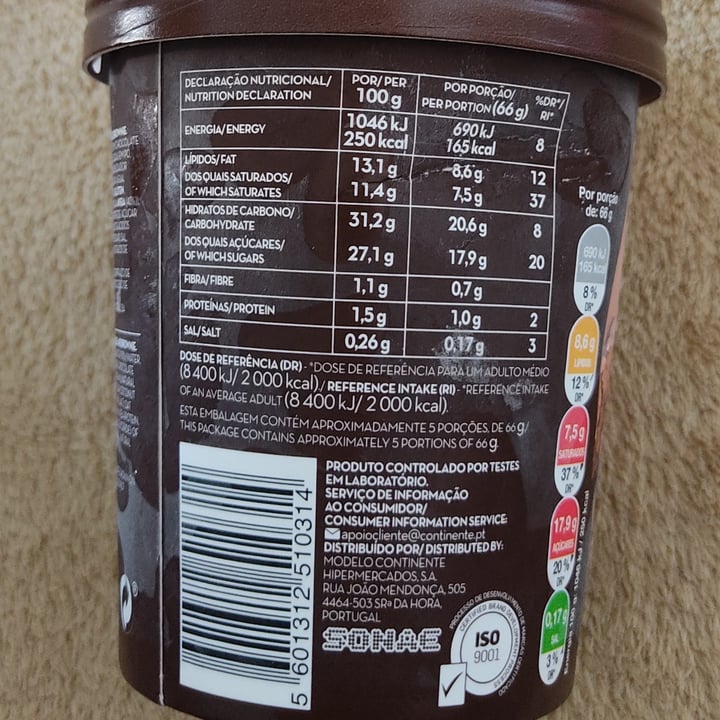 DECLARAÇÃO NUTRICIONAL/ NUTRITION DECLARATION POR/PER 100 g POR PORÇÃO/ PER PORTION (66 g) %DR*/ RI*
ENERGIA/ENERGY 1046 kJ 250 kcal 690 kJ 165 kcal 8
LÍPIDOS/FAT 13,1 g 8,6 g 12
DOS QUAIS SATURADOS/ OF WHICH SATURATES 11,4 g 7,5 g 37
HIDRATOS DE CARBONO/ CARBOHYDRATE 31,2 g 20,6 g 8
DOS QUAIS AÇÚCARES/ OF WHICH SUGARS 27,1 g 17,9 g 20
FIBRA/FIBRE 1,1 g 0,7 g
PROTEÍNAS/PROTEIN 1,5 g 1,0 g 2
SAL/SALT 0,26 g 0,17 g 3
DOSE DE REFERÊNCIA (DR) - *DOSE DE REFERÊNCIA PARA UM ADULTO MÉDIO
(8 400 kJ/ 2 000 kcal)./ REFERENCE INTAKE (RI) - *REFERENCE INTAKE
OF AN AVERAGE ADULT (8 400 kJ/ 2 000 kcal).
ESTA EMBALAGEM CONTÉM APROXIMADAMENTE 5 PORÇÕES. DE 66 g/
THIS PACKAGE CONTAINS APPROXIMATELY 5 PORTIONS OF 66 g.
PRODUTO CONTROLADO POR TESTES
EM LABORATÓRIO.
SERVIÇO DE INFORMAÇÃO
AO CONSUMIDOR/
CONSUMER INFORMATION SERVICE:
apoiocliente@continente.pt
DISTRIBUÍDO POR/ DISTRIBUTED BY:
MODELO CONTINENTE
HIPERMERCADOS, S.A.
RUA JOÃO MENDONÇA, 505
4464-503 SRª DA HORA,
PORTUGAL
SONAE
5 601312 510314
ISO
9001
Por porção
de: 66 g
690 kJ
165 kcal
8%
DR*
8,6 g
LÍPIDOS
12%
DR*
7,5 g
SATURADOS
37%
DR*
17,9 g
AÇÚCARES
20%
DR*
0,17 g
SAL
3%
DR*
Energia 100 g: 1046 kJ / 250 kcal